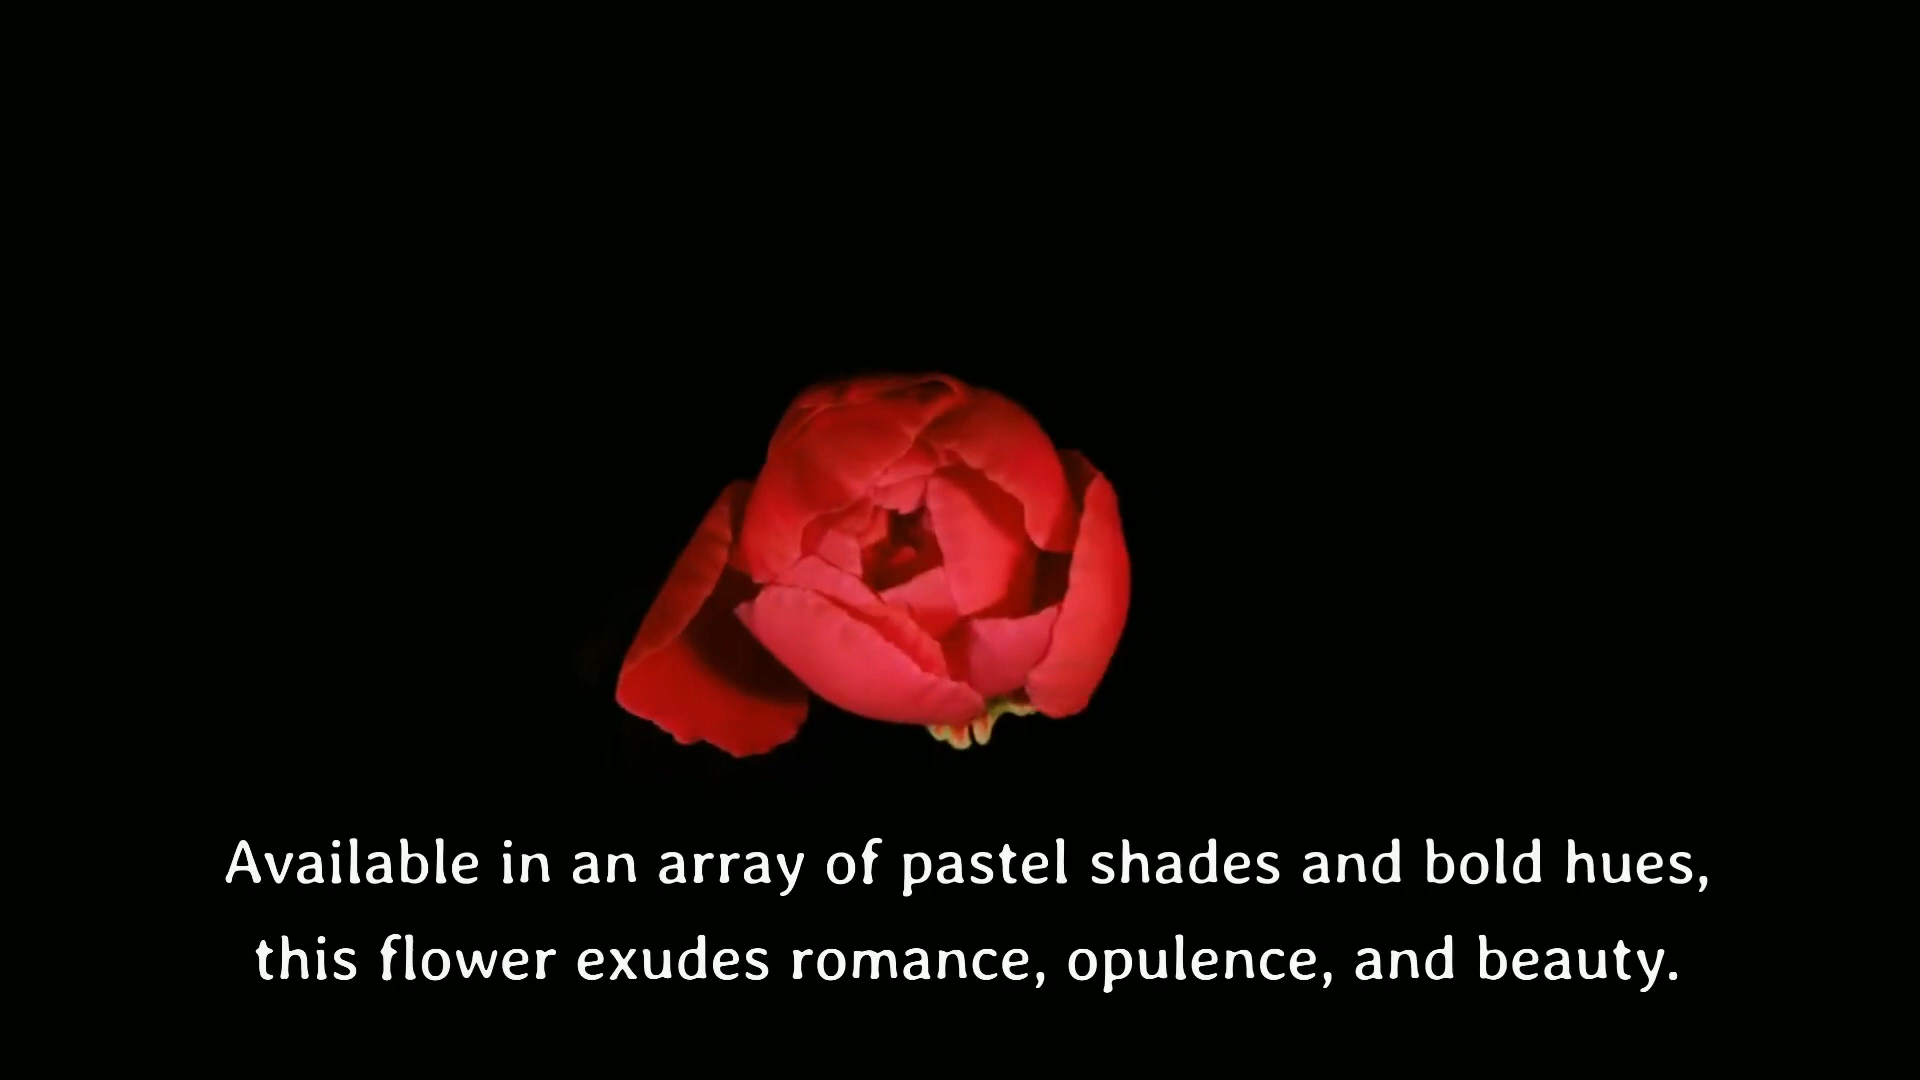 Available in an array of pastel shades and bold hues,
this flower exudes romance, opulence, and beauty.